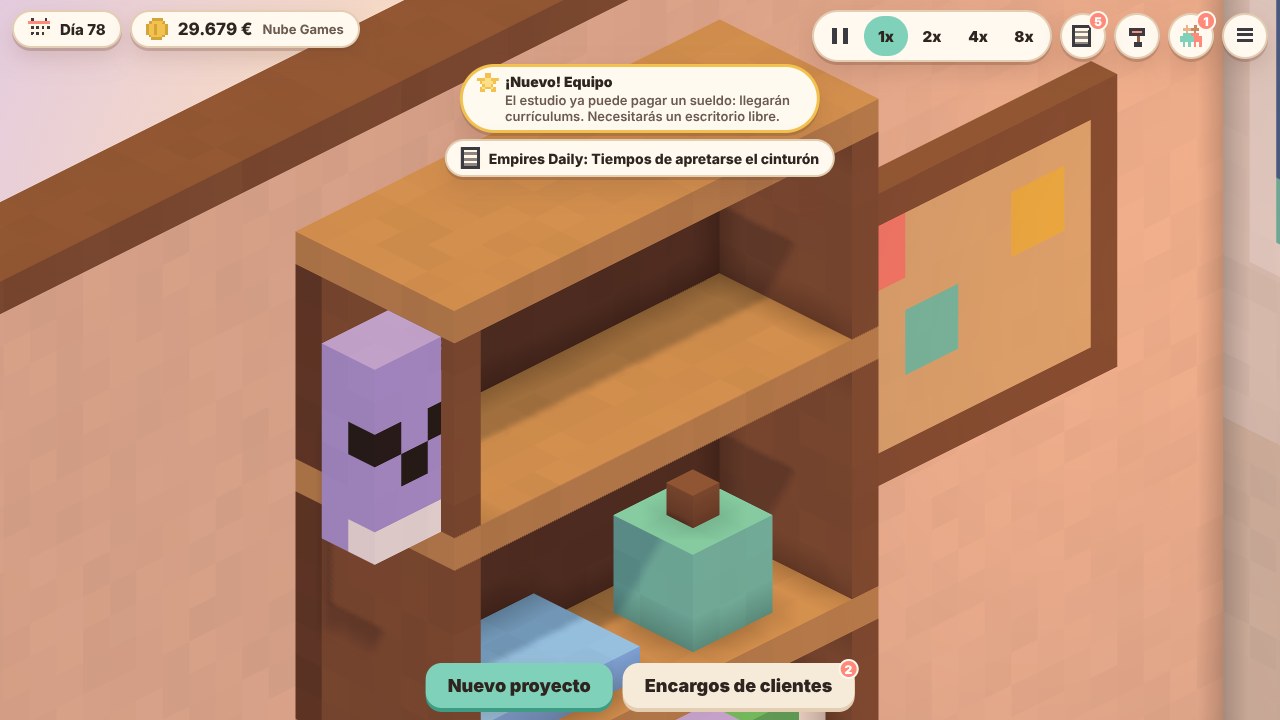 Día 78
29.679 € Nube Games
1x 2x 4x 8x
5
1
¡Nuevo! Equipo
El estudio ya puede pagar un sueldo: llegarán
currículums. Necesitarás un escritorio libre.
Empires Daily: Tiempos de apretarse el cinturón
Nuevo proyecto
Encargos de clientes
2